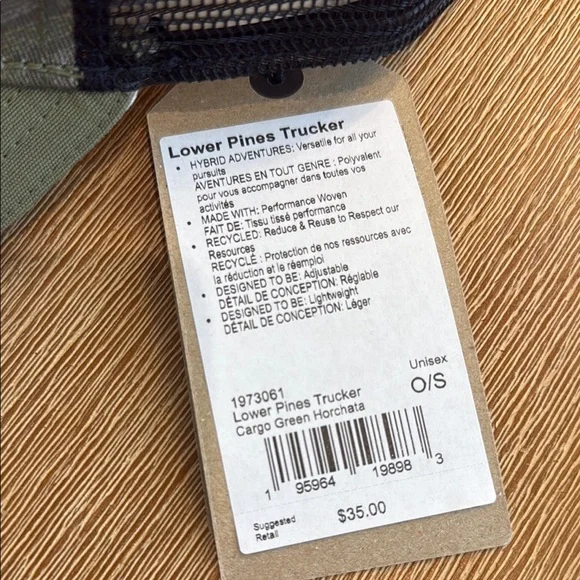 Lower Pines Trucker
• HYBRID ADVENTURES: Versatile for all your
pursuits
AVENTURES EN TOUT GENRE : Polyvalent
pour vous accompagner dans toutes vos
activités
• MADE WITH: Performance Woven
FAIT DE: Tissu tissé performance
• RECYCLED: Reduce & Reuse to Respect our
Resources
RECYCLÉ : Protection de nos ressources avec
la réduction et le réemploi
• DESIGNED TO BE: Adjustable
DÉTAIL DE CONCEPTION: Réglable
• DESIGNED TO BE: Lightweight
DÉTAIL DE CONCEPTION: Léger
1973061
Lower Pines Trucker
Cargo Green Horchata
Unisex
O/S
1 95964 19898 3
Suggested
Retail
$35.00